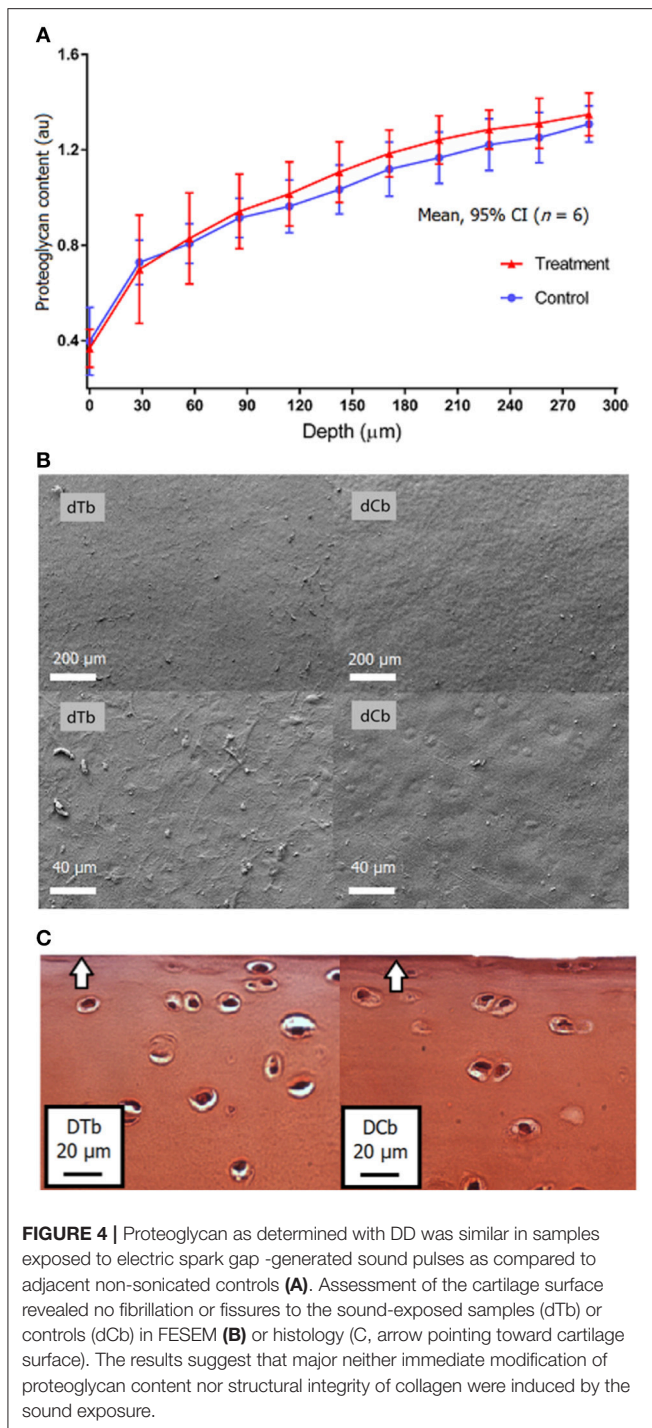 A
1.6
1.2
0.8
0.4
Proteoglycan content (au)
Mean, 95% CI (n = 6)
Treatment
Control
0 30 60 90 120 150 180 210 240 270 300
Depth (μm)
B
dTb
dCb
200 μm
200 μm
dTb
dCb
40 μm
40 μm
C
DTb
20 μm
DCb
20 μm
FIGURE 4 | Proteoglycan as determined with DD was similar in samples
exposed to electric spark gap -generated sound pulses as compared to
adjacent non-sonicated controls (A). Assessment of the cartilage surface
revealed no fibrillation or fissures to the sound-exposed samples (dTb) or
controls (dCb) in FESEM (B) or histology (C, arrow pointing toward cartilage
surface). The results suggest that major neither immediate modification of
proteoglycan content nor structural integrity of collagen were induced by the
sound exposure.